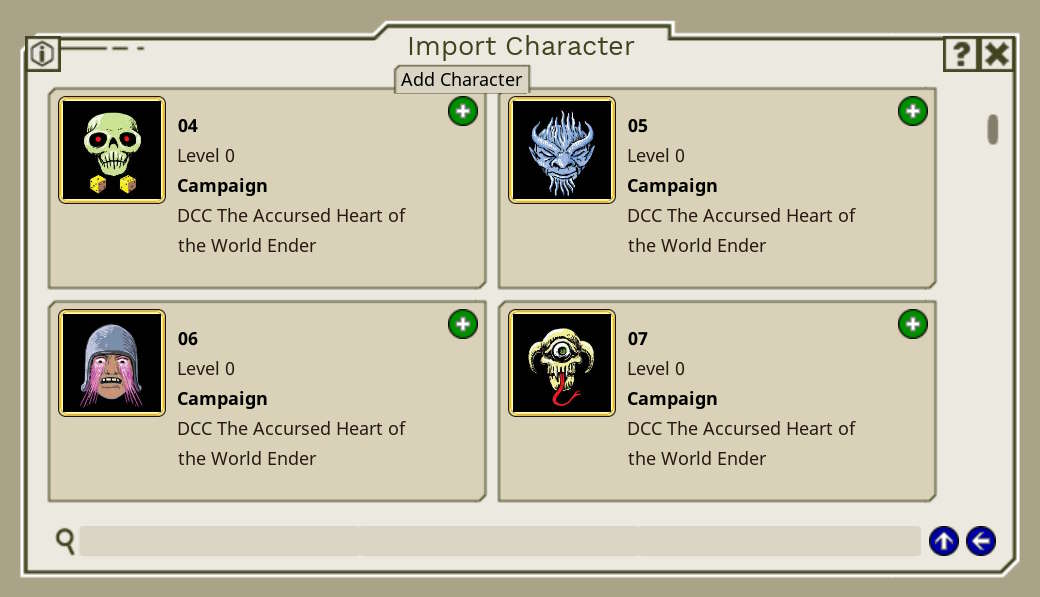 Import Character
Add Character
04
Level 0
Campaign
DCC The Accursed Heart of
the World Ender
05
Level 0
Campaign
DCC The Accursed Heart of
the World Ender
06
Level 0
Campaign
DCC The Accursed Heart of
the World Ender
07
Level 0
Campaign
DCC The Accursed Heart of
the World Ender